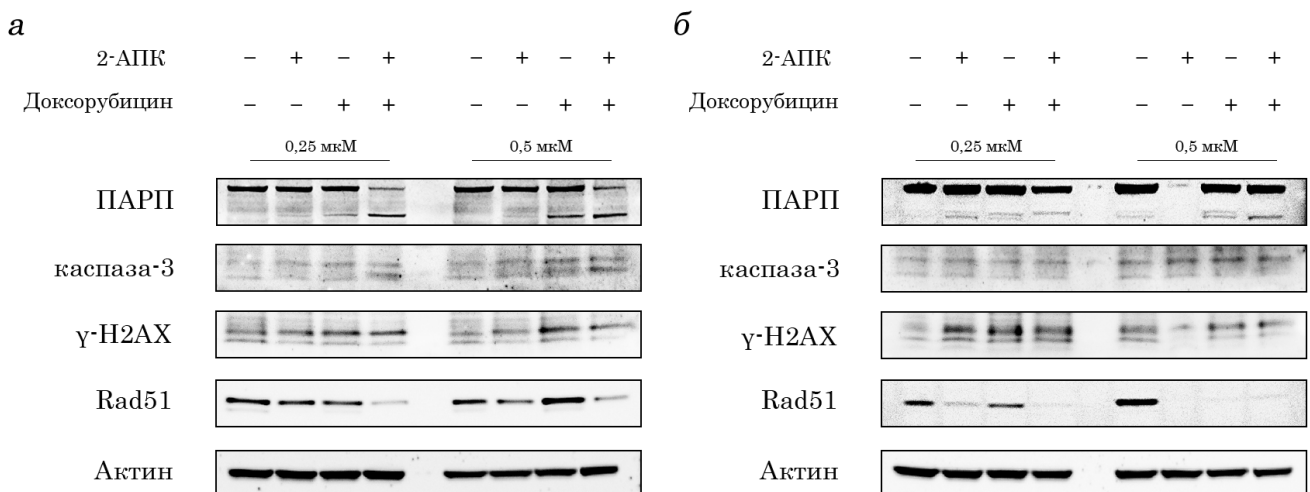 а
2-АПК – + – + – + – +
Доксорубицин – – + + – – + +
0,25 мкМ 0,5 мкМ
ПАРП
каспаза-3
γ-H2AX
Rad51
Актин
б
2-АПК – + – + – + – +
Доксорубицин – – + + – – + +
0,25 мкМ 0,5 мкМ
ПАРП
каспаза-3
γ-H2AX
Rad51
Актин